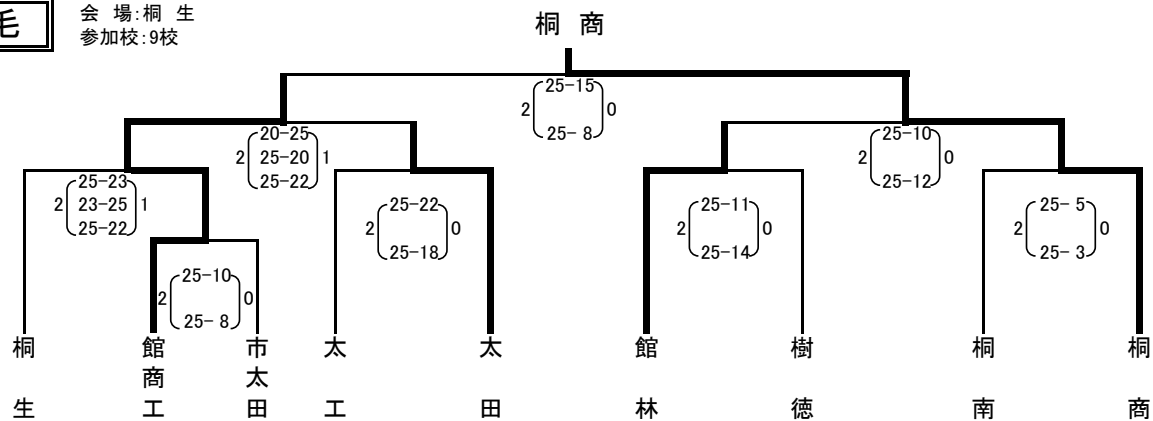 毛
会 場:桐 生
参加校:9校
桐 商
2 25-15 0
25- 8
2 20-25 1
25-20
25-22
2 25-10 0
25-12
2 25-23 1
23-25
25-22
2 25-22 0
25-18
2 25-11 0
25-14
2 25- 5 0
25- 3
2 25-10 0
25- 8
桐生
館商工
市太田
太工
太田
館林
樹徳
桐南
桐商